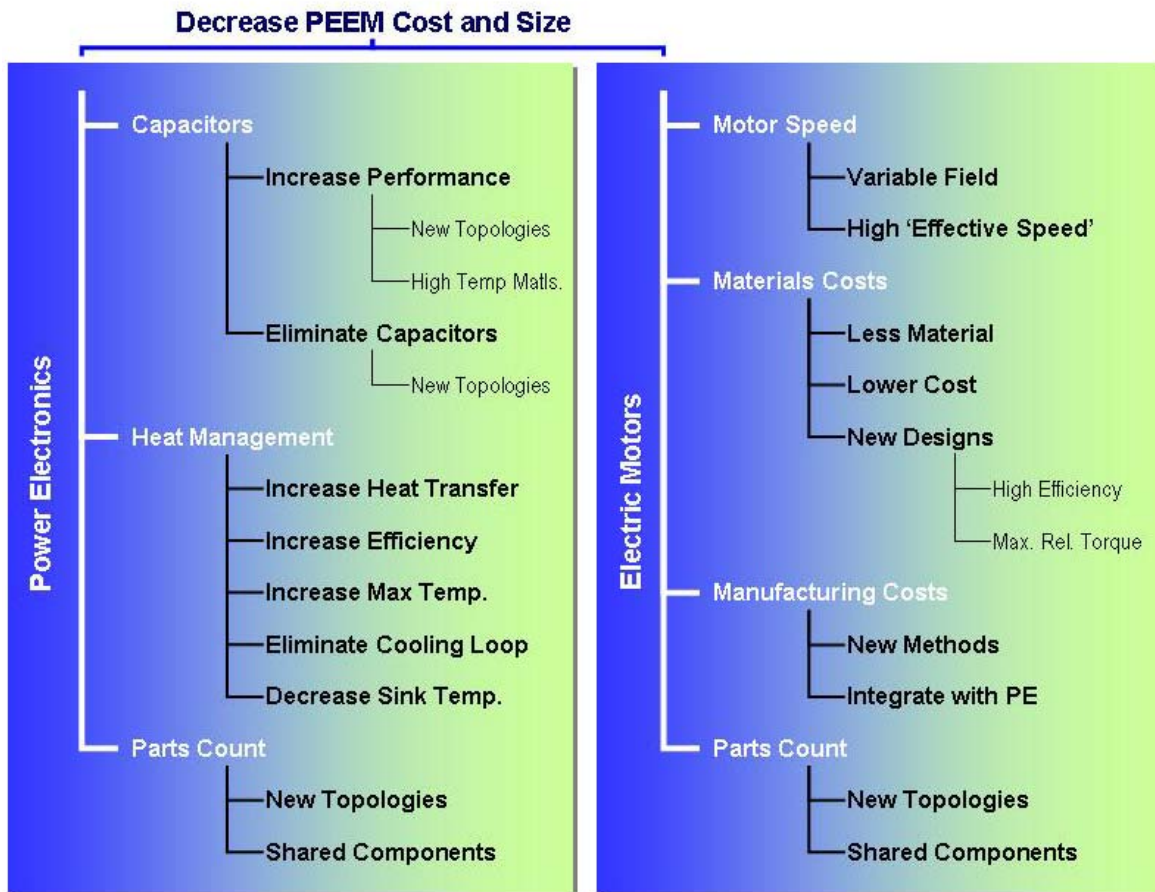 Decrease PEEM Cost and Size
Power Electronics
Capacitors
Increase Performance
New Topologies
High Temp Matls.
Eliminate Capacitors
New Topologies
Heat Management
Increase Heat Transfer
Increase Efficiency
Increase Max Temp.
Eliminate Cooling Loop
Decrease Sink Temp.
Parts Count
New Topologies
Shared Components
Electric Motors
Motor Speed
Variable Field
High ‘Effective Speed’
Materials Costs
Less Material
Lower Cost
New Designs
High Efficiency
Max. Rel. Torque
Manufacturing Costs
New Methods
Integrate with PE
Parts Count
New Topologies
Shared Components